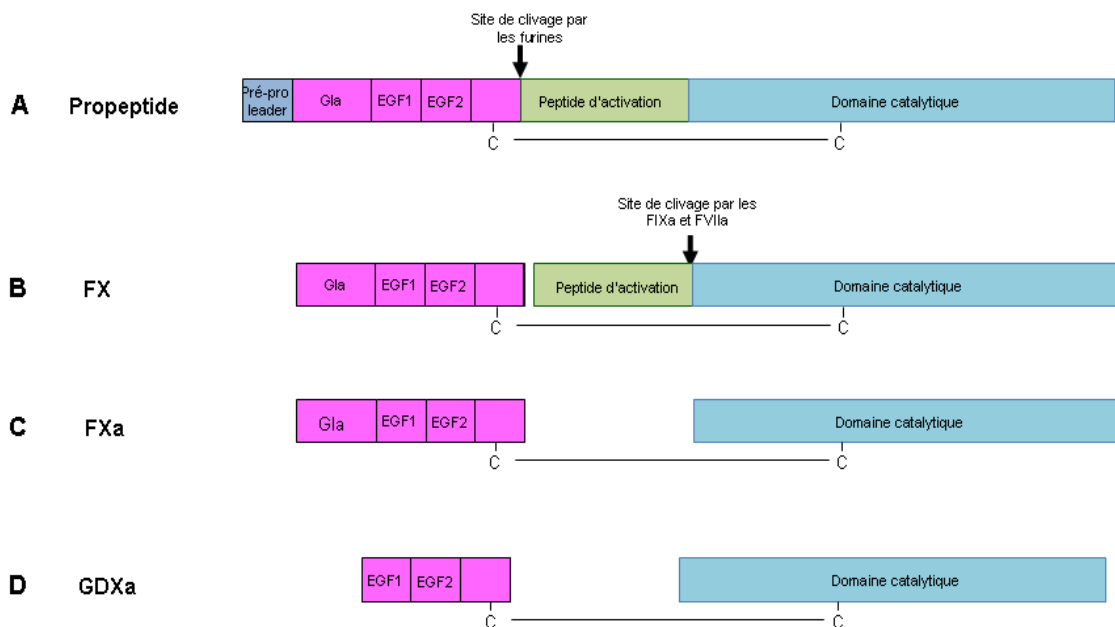 Site de clivage par
les furines
A Propeptide
Pré-pro
leader
Gla EGF1 EGF2 Peptide d'activation Domaine catalytique
C C
Site de clivage par les
FIXa et FVIIa
B FX Gla EGF1 EGF2 Peptide d'activation Domaine catalytique
C C
C FXa Gla EGF1 EGF2 Domaine catalytique
C C
D GDXa EGF1 EGF2 Domaine catalytique
C C